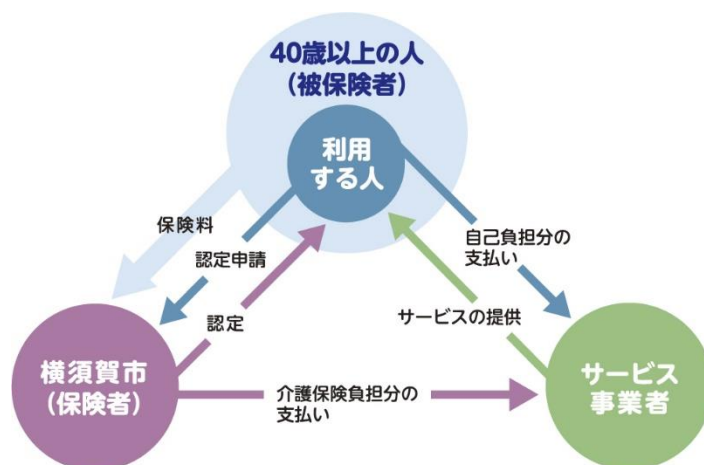 40歳以上の人
（被保険者）
利用
する人
保険料
認定申請
認定
自己負担分の
支払い
サービスの提供
横須賀市
（保険者）
介護保険負担分の
支払い
サービス
事業者